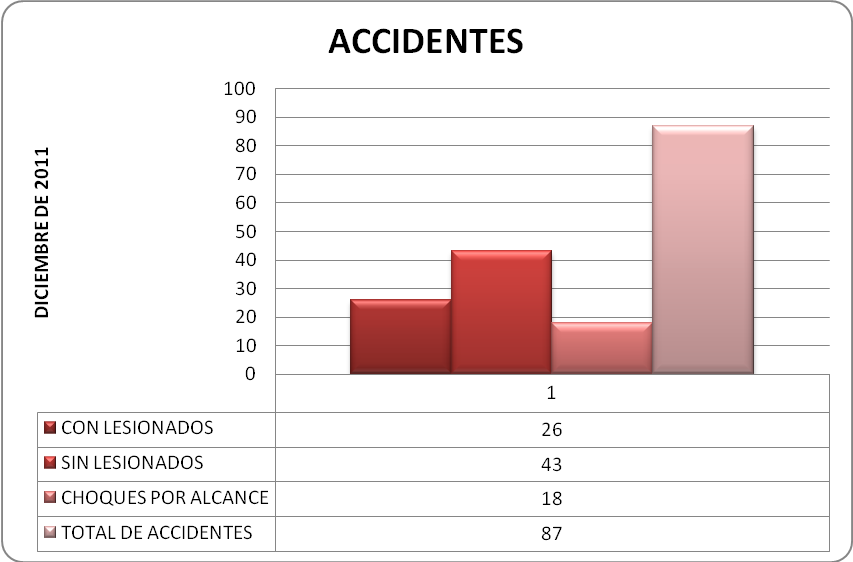 ACCIDENTES
DICIEMBRE DE 2011
100
90
80
70
60
50
40
30
20
10
0
1
CON LESIONADOS 26
SIN LESIONADOS 43
CHOQUES POR ALCANCE 18
TOTAL DE ACCIDENTES 87